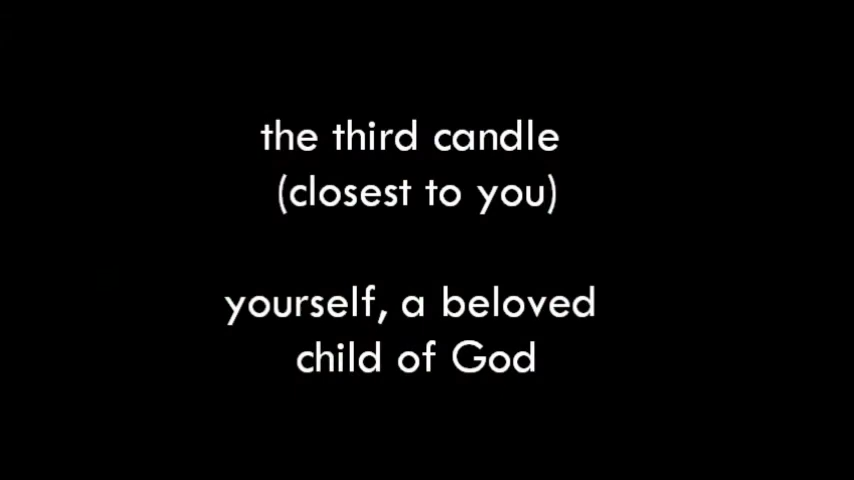 the third candle
(closest to you)
yourself, a beloved
child of God